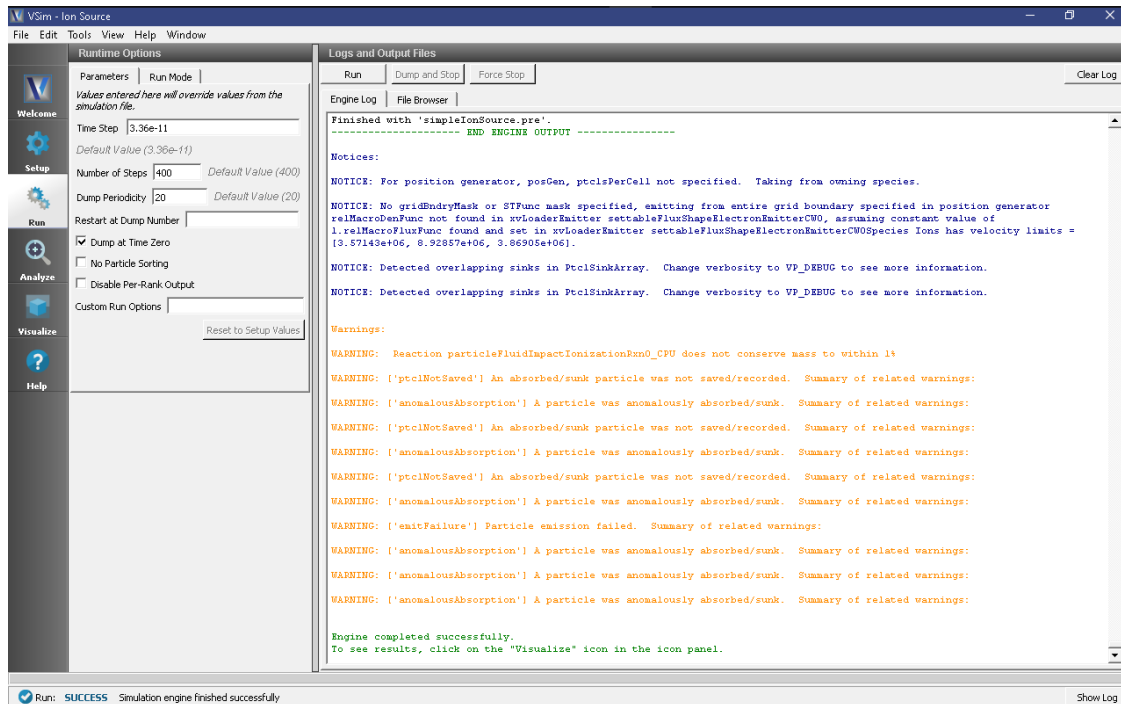 VSim - Ion Source
File Edit Tools View Help Window
Runtime Options
Logs and Output Files
Welcome
Setup
Run
Analyze
Visualize
Help
Parameters
Run Mode
Values entered here will override values from the
simulation file.
Time Step 3.36e-11
Default Value (3.36e-11)
Number of Steps 400 Default Value (400)
Dump Periodicity 20 Default Value (20)
Restart at Dump Number
Dump at Time Zero
No Particle Sorting
Disable Per-Rank Output
Custom Run Options
Reset to Setup Values
Run
Dump and Stop
Force Stop
Clear Log
Engine Log
File Browser
Finished with 'simpleIonSource.pre'.
--------------------- END ENGINE OUTPUT ----------------
Notices:
NOTICE: For position generator, posGen, ptclsPerCell not specified. Taking from owning species.
NOTICE: No gridBndryMask or STFunc mask specified, emitting from entire grid boundary specified in position generator
relMacroDenFunc not found in xvLoaderEmitter settableFluxShapeElectronEmitterCW0, assuming constant value of
1.relMacroFluxFunc found and set in xvLoaderEmitter settableFluxShapeElectronEmitterCW0Species Ions has velocity limits =
[3.57143e+06, 8.92857e+06, 3.86905e+06].
NOTICE: Detected overlapping sinks in PtclSinkArray. Change verbosity to VP_DEBUG to see more information.
NOTICE: Detected overlapping sinks in PtclSinkArray. Change verbosity to VP_DEBUG to see more information.
Warnings:
WARNING: Reaction particleFluidImpactIonizationRxn0_CPU does not conserve mass to within 1%
WARNING: ['ptclNotSaved'] An absorbed/sunk particle was not saved/recorded. Summary of related warnings:
WARNING: ['anomalousAbsorption'] A particle was anomalously absorbed/sunk. Summary of related warnings:
WARNING: ['ptclNotSaved'] An absorbed/sunk particle was not saved/recorded. Summary of related warnings:
WARNING: ['anomalousAbsorption'] A particle was anomalously absorbed/sunk. Summary of related warnings:
WARNING: ['ptclNotSaved'] An absorbed/sunk particle was not saved/recorded. Summary of related warnings:
WARNING: ['anomalousAbsorption'] A particle was anomalously absorbed/sunk. Summary of related warnings:
WARNING: ['emitFailure'] Particle emission failed. Summary of related warnings:
WARNING: ['anomalousAbsorption'] A particle was anomalously absorbed/sunk. Summary of related warnings:
WARNING: ['anomalousAbsorption'] A particle was anomalously absorbed/sunk. Summary of related warnings:
WARNING: ['anomalousAbsorption'] A particle was anomalously absorbed/sunk. Summary of related warnings:
Engine completed successfully.
To see results, click on the "Visualize" icon in the icon panel.
Run: SUCCESS Simulation engine finished successfully
Show Log